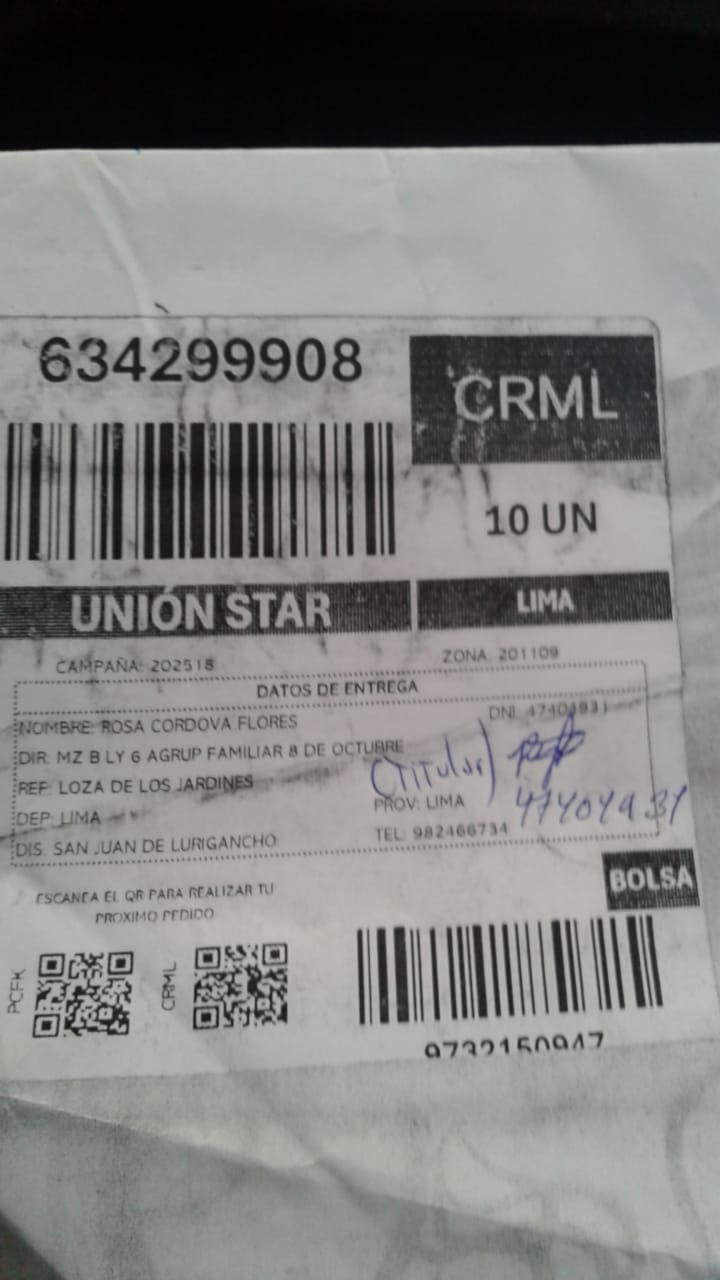 634299908
CRML
10 UN
UNIÓN STAR
LIMA
CAMPAÑA: 202518
ZONA: 201109
DATOS DE ENTREGA
NOMBRE: ROSA CORDOVA FLORES
DNI: 47404931
DIR: MZ B LY 6 AGRUP FAMILIAR 8 DE OCTUBRE
REF: LOZA DE LOS JARDINES
(Titular)
DEP: LIMA
PROV: LIMA
47404931
DIS: SAN JUAN DE LURIGANCHO
TEL: 982466734
ESCANEA EL QR PARA REALIZAR TU
PROXIMO PEDIDO
BOLSA
PCFK
CRML
9732150947